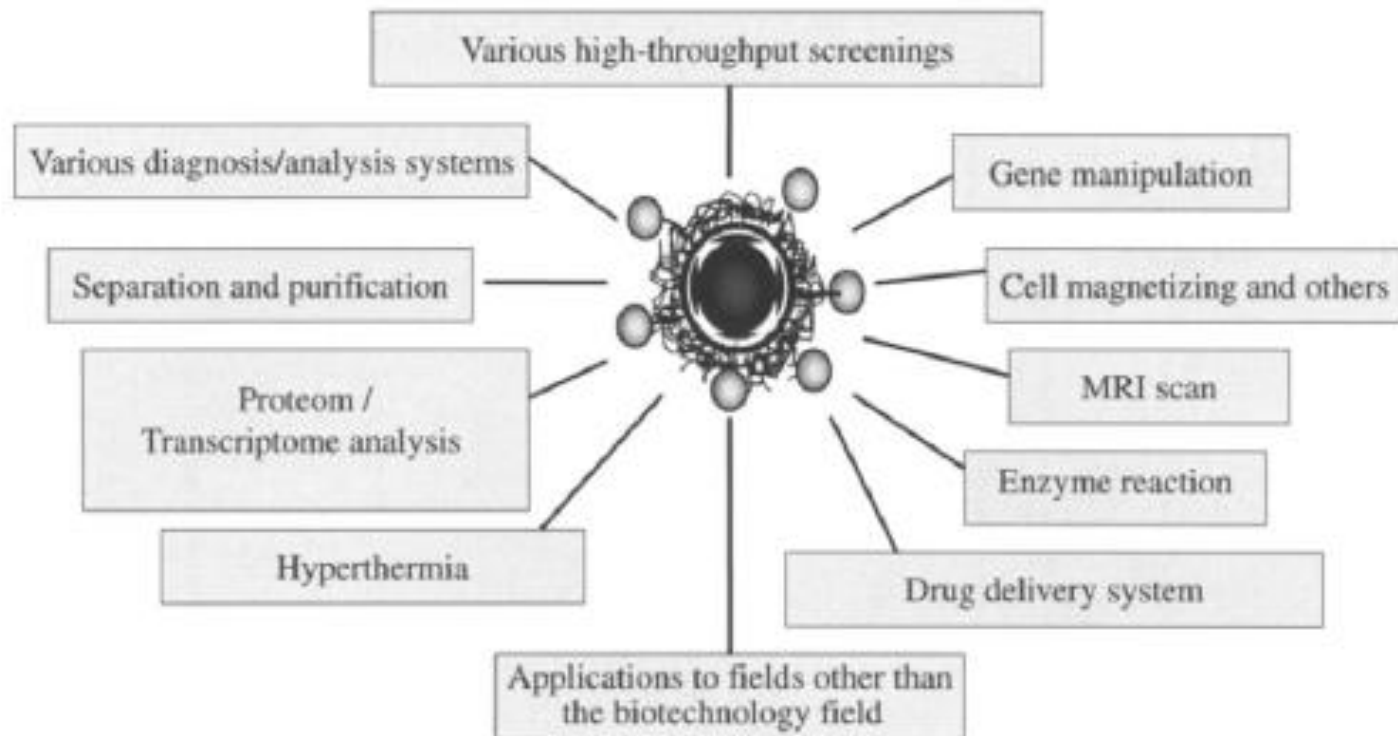 Various high-throughput screenings
Various diagnosis/analysis systems
Gene manipulation
Separation and purification
Cell magnetizing and others
Proteom /
Transcriptome analysis
MRI scan
Enzyme reaction
Hyperthermia
Drug delivery system
Applications to fields other than
the biotechnology field